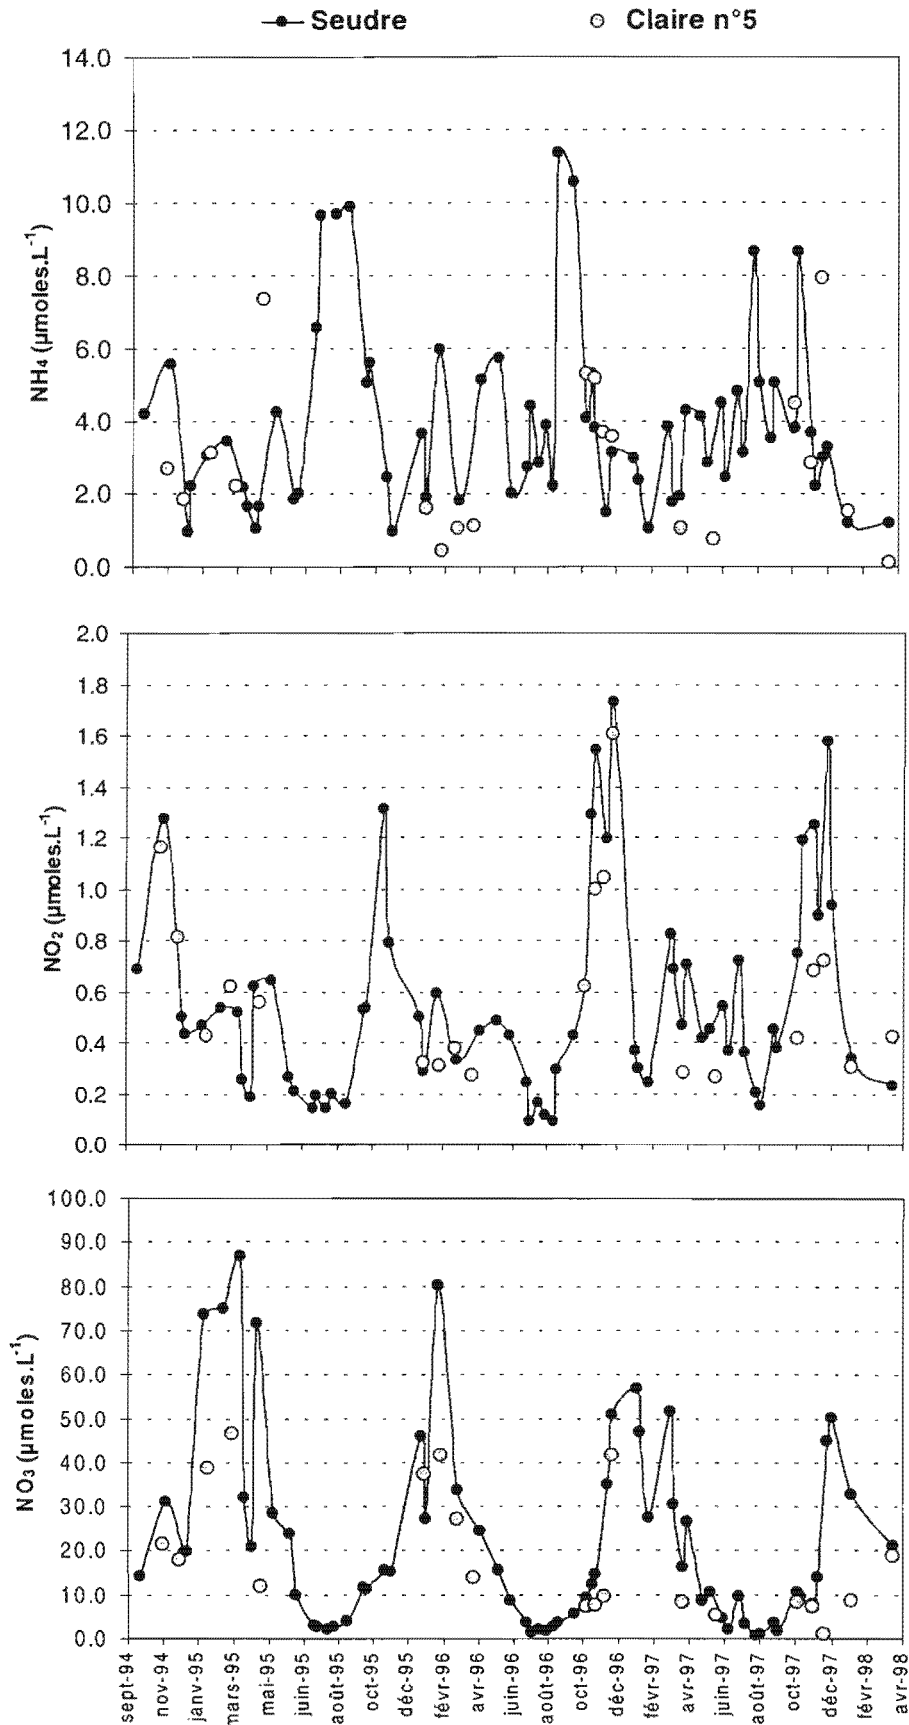 Seudre Claire n°5
14.0
12.0
10.0
8.0
6.0
4.0
2.0
0.0
NH4 (µmoles.L-1)
2.0
1.8
1.6
1.4
1.2
1.0
0.8
0.6
0.4
0.2
0.0
NO2 (µmoles.L-1)
100.0
90.0
80.0
70.0
60.0
50.0
40.0
30.0
20.0
10.0
0.0
NO3 (µmoles.L-1)
sept-94
nov-94
janv-95
mars-95
mai-95
juin-95
août-95
oct-95
déc-95
févr-96
avr-96
juin-96
août-96
oct-96
déc-96
févr-97
avr-97
juin-97
août-97
oct-97
déc-97
févr-98
avr-98